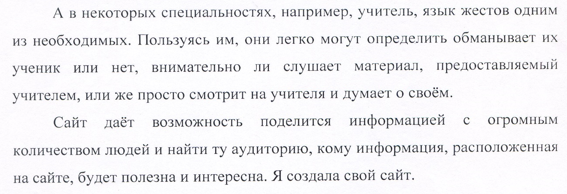 А в некоторых специальностях, например, учитель, язык жестов одним
из необходимых. Пользуясь им, они легко могут определить обманывает их
ученик или нет, внимательно ли слушает материал, предоставляемый
учителем, или же просто смотрит на учителя и думает о своём.
Сайт даёт возможность поделится информацией с огромным
количеством людей и найти ту аудиторию, кому информация, расположенная
на сайте, будет полезна и интересна. Я создала свой сайт.